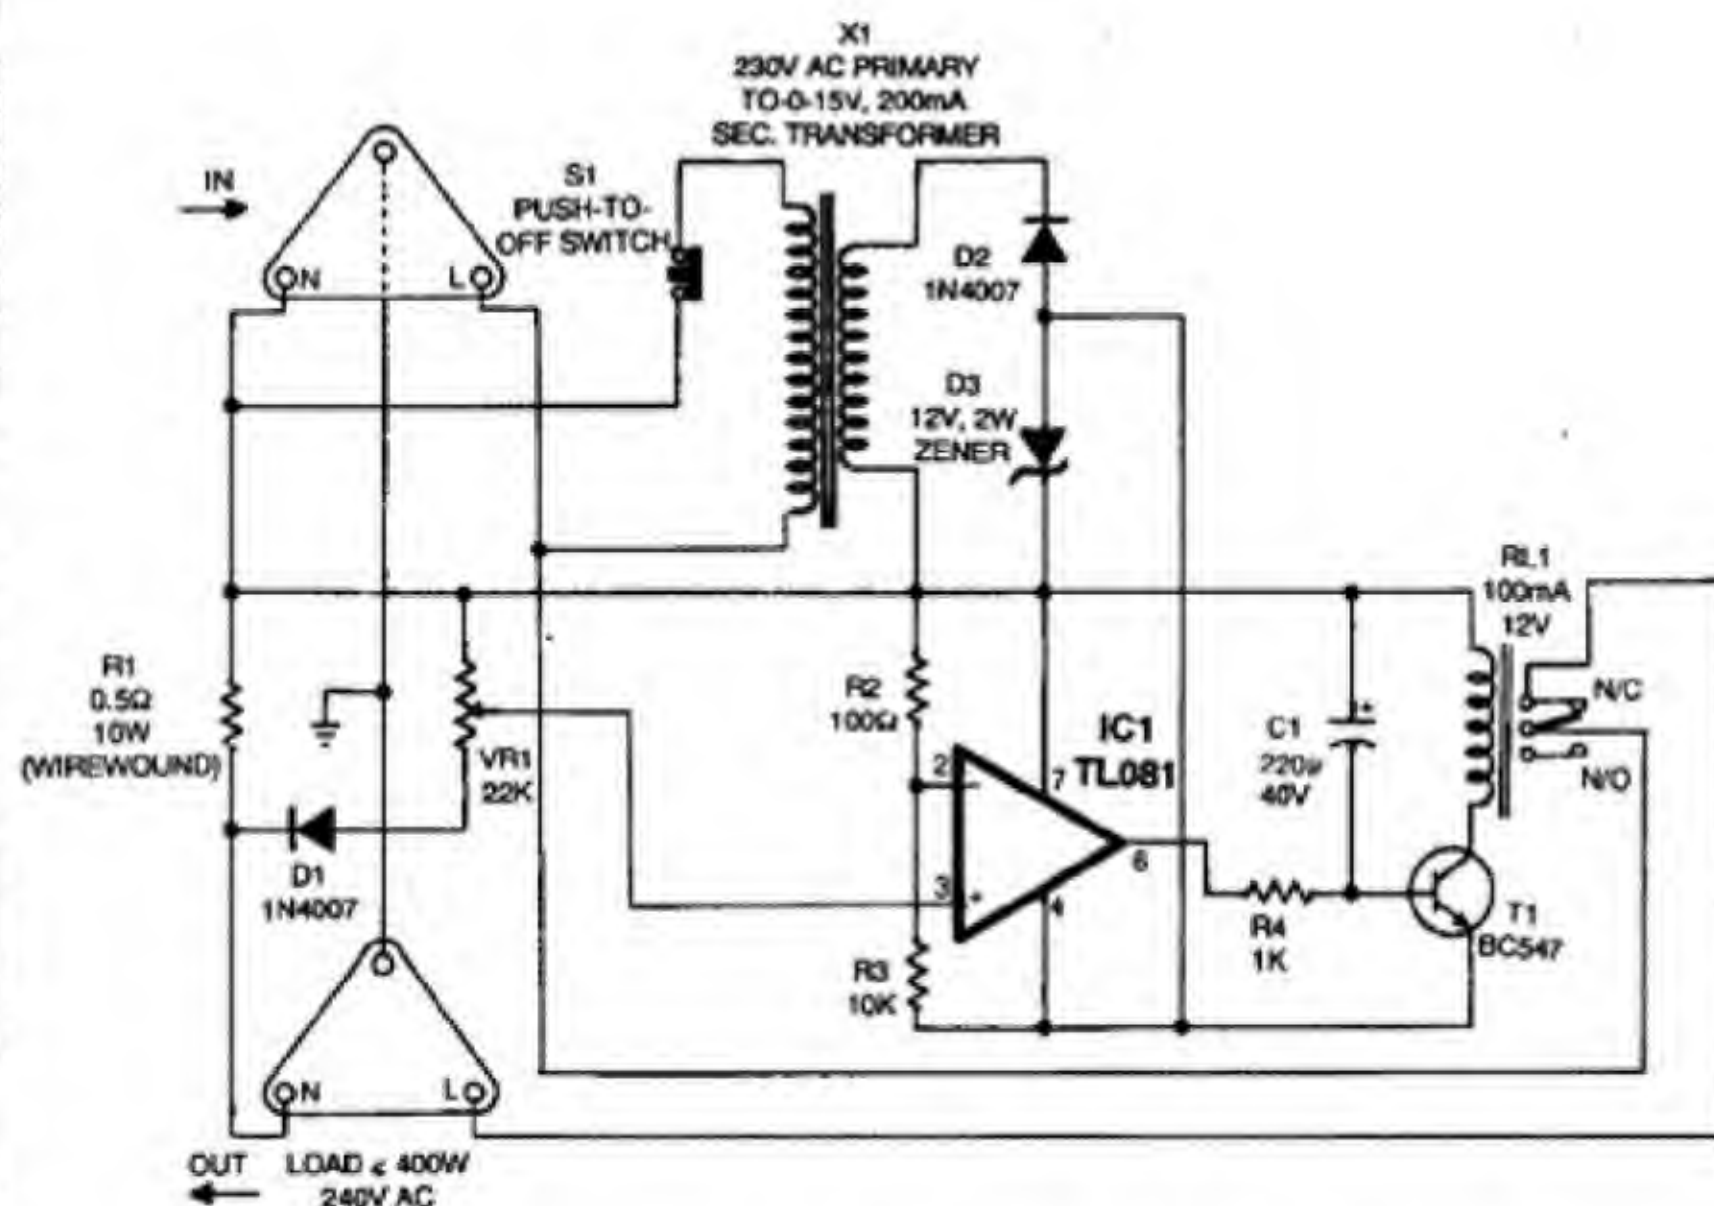 X1
230V AC PRIMARY
TO-0-15V, 200mA
SEC. TRANSFORMER
IN
S1
PUSH-TO-
OFF SWITCH
N
L
D2
1N4007
D3
12V, 2W
ZENER
RL1
100mA
12V
N/C
N/O
R1
0.5Ω
10W
(WIREWOUND)
VR1
22K
R2
100Ω
IC1
TL081
2
7
3
+
4
6
C1
220µ
40V
+
D1
1N4007
R3
10K
R4
1K
T1
BC547
N
L
OUT
LOAD < 400W
240V AC